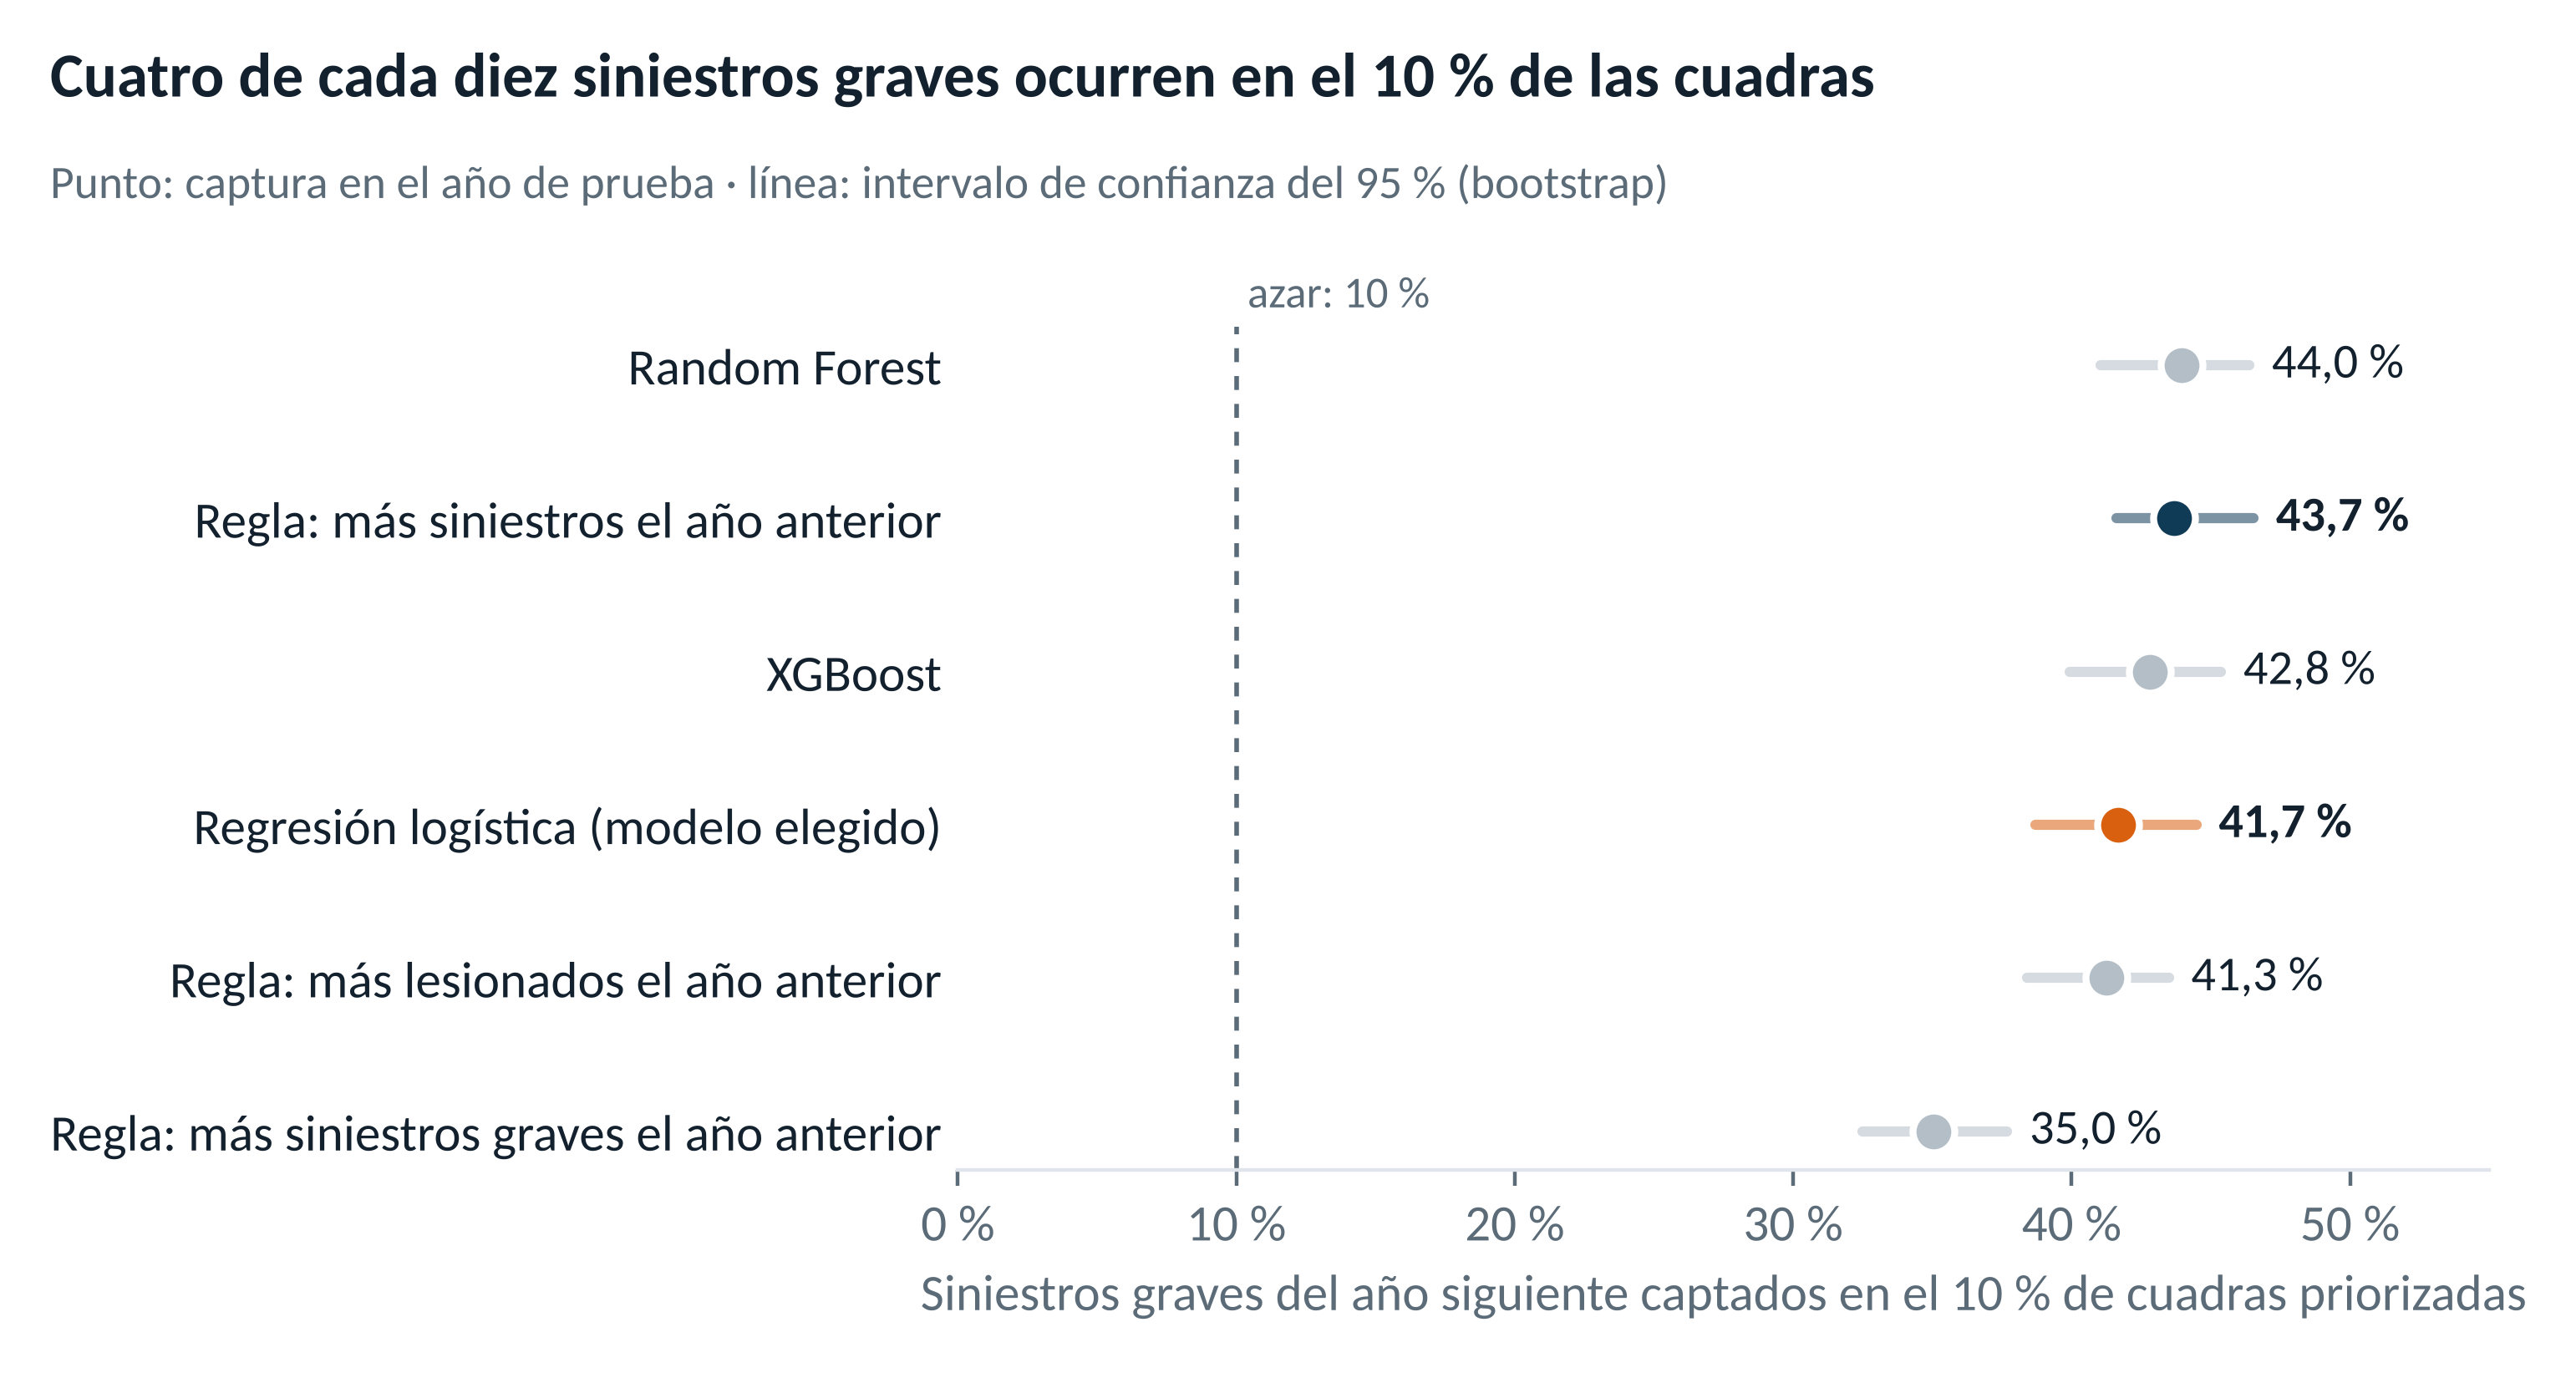 Cuatro de cada diez siniestros graves ocurren en el 10 % de las cuadras
Punto: captura en el año de prueba · línea: intervalo de confianza del 95 % (bootstrap)
azar: 10 %
Random Forest 44,0 %
Regla: más siniestros el año anterior 43,7 %
XGBoost 42,8 %
Regresión logística (modelo elegido) 41,7 %
Regla: más lesionados el año anterior 41,3 %
Regla: más siniestros graves el año anterior 35,0 %
0 % 10 % 20 % 30 % 40 % 50 %
Siniestros graves del año siguiente captados en el 10 % de cuadras priorizadas